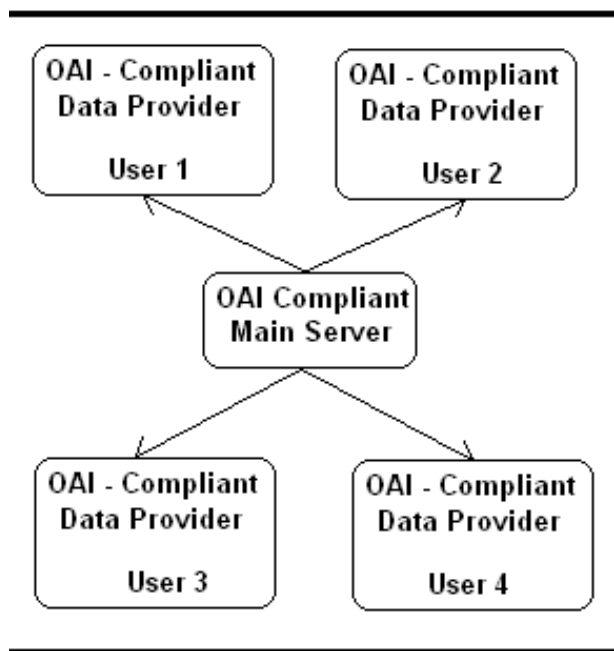 OAI - Compliant
Data Provider
User 1
OAI - Compliant
Data Provider
User 2
OAI Compliant
Main Server
OAI - Compliant
Data Provider
User 3
OAI - Compliant
Data Provider
User 4